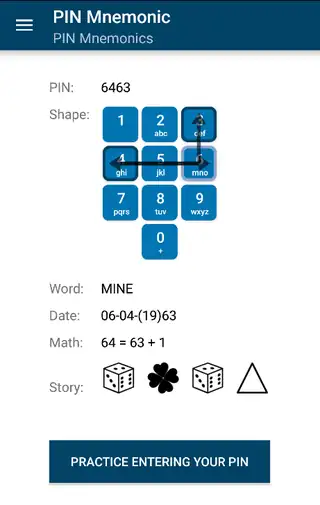 PIN Mnemonic
PIN Mnemonics
PIN: 6463
Shape:
1 2 3
abc def
4 5 6
ghi jkl mno
7 8 9
pqrs tuv wxyz
0
+
Word: MINE
Date: 06-04-(19)63
Math: 64 = 63 + 1
Story:
PRACTICE ENTERING YOUR PIN